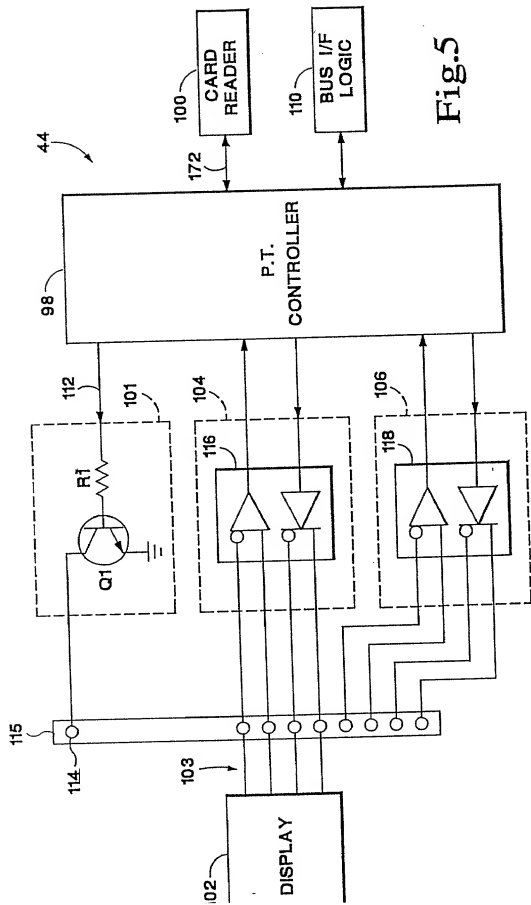 44
100
CARD
READER
172
110
BUS I/F
LOGIC
Fig.5
98
P.T.
CONTROLLER
112
101
R1
Q1
104
116
106
118
115
114
103
DISPLAY